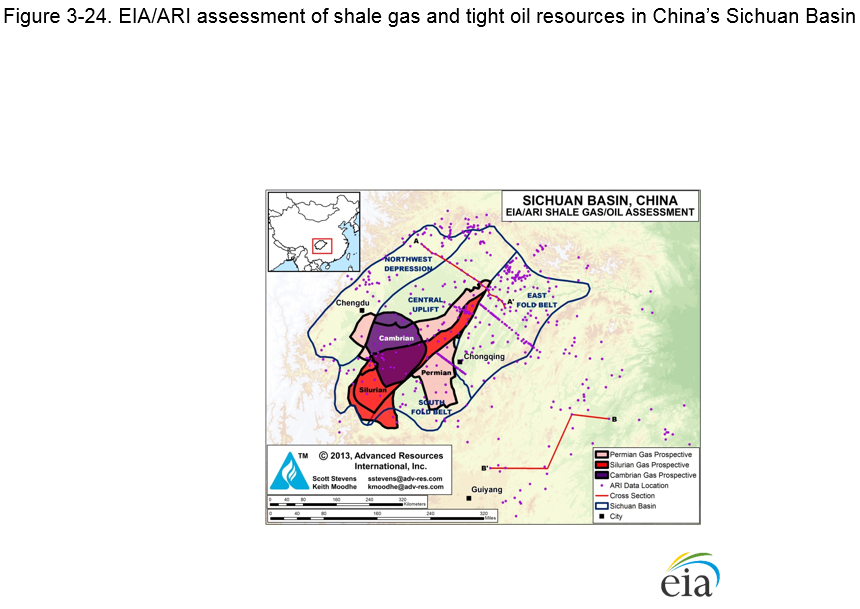 Figure 3-24. EIA/ARI assessment of shale gas and tight oil resources in China’s Sichuan Basin
SICHUAN BASIN, CHINA
EIA/ARI SHALE GAS/OIL ASSESSMENT
A
NORTHWEST
DEPRESSION
Chengdu
CENTRAL
UPLIFT
A'
EAST
FOLD BELT
Cambrian
Chongqing
Permian
Silurian
SOUTH
FOLD BELT
B
B'
Guiyang
TM
© 2013, Advanced Resources
International, Inc.
Scott Stevens sstevens@adv-res.com
Keith Moodhe kmoodhe@adv-res.com
0 40 80 160 240 320
Kilometers
0 40 80 160 240 320
Miles
Permian Gas Prospective
Silurian Gas Prospective
Cambrian Gas Prospective
ARI Data Location
Cross Section
Sichuan Basin
City
eia